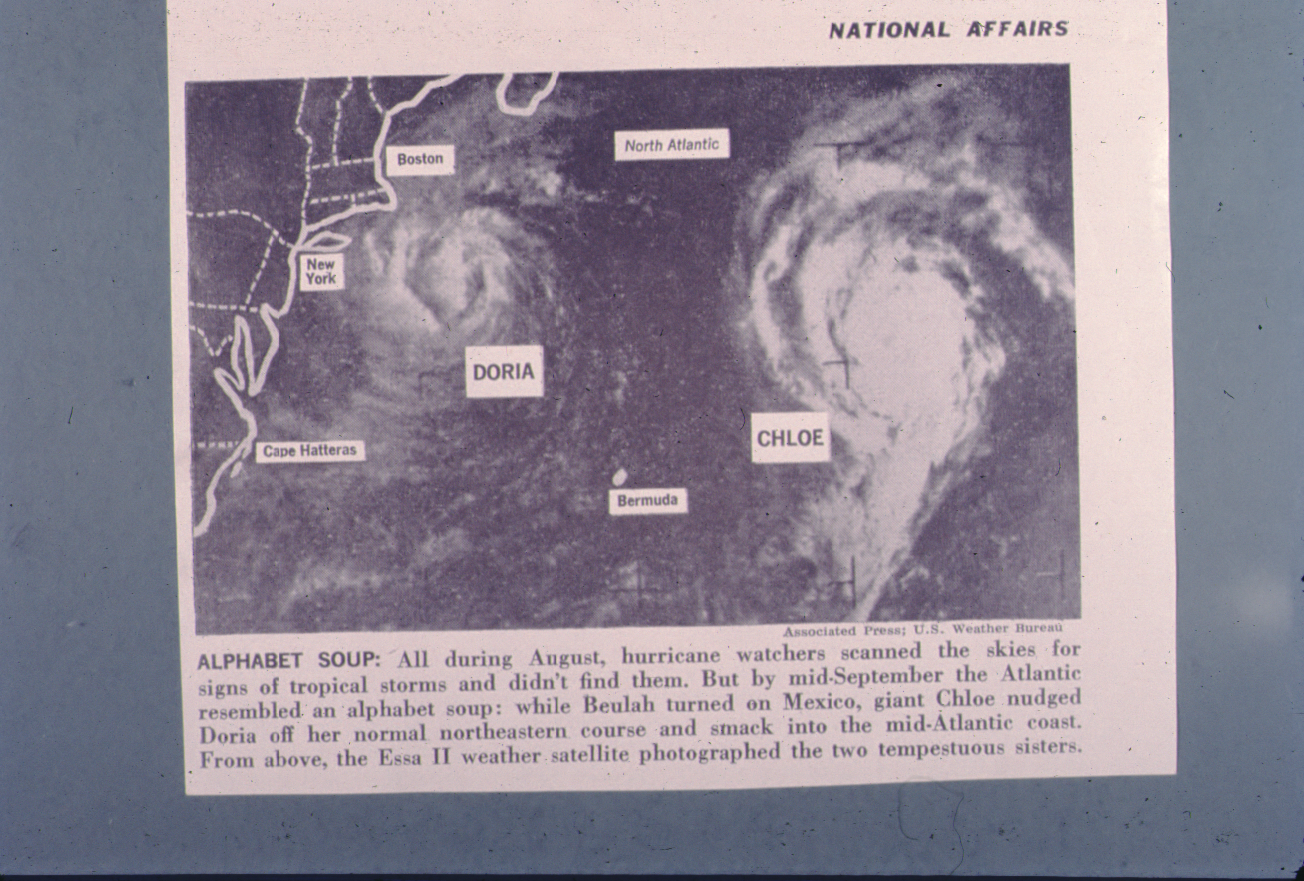 NATIONAL AFFAIRS
Boston
North Atlantic
New
York
DORIA
CHLOE
Cape Hatteras
Bermuda
Associated Press; U.S. Weather Bureau
ALPHABET SOUP: All during August, hurricane watchers scanned the skies for
signs of tropical storms and didn't find them. But by mid-September the Atlantic
resembled an alphabet soup: while Beulah turned on Mexico, giant Chloe nudged
Doria off her normal northeastern course and smack into the mid-Atlantic coast.
From above, the Essa II weather satellite photographed the two tempestuous sisters.